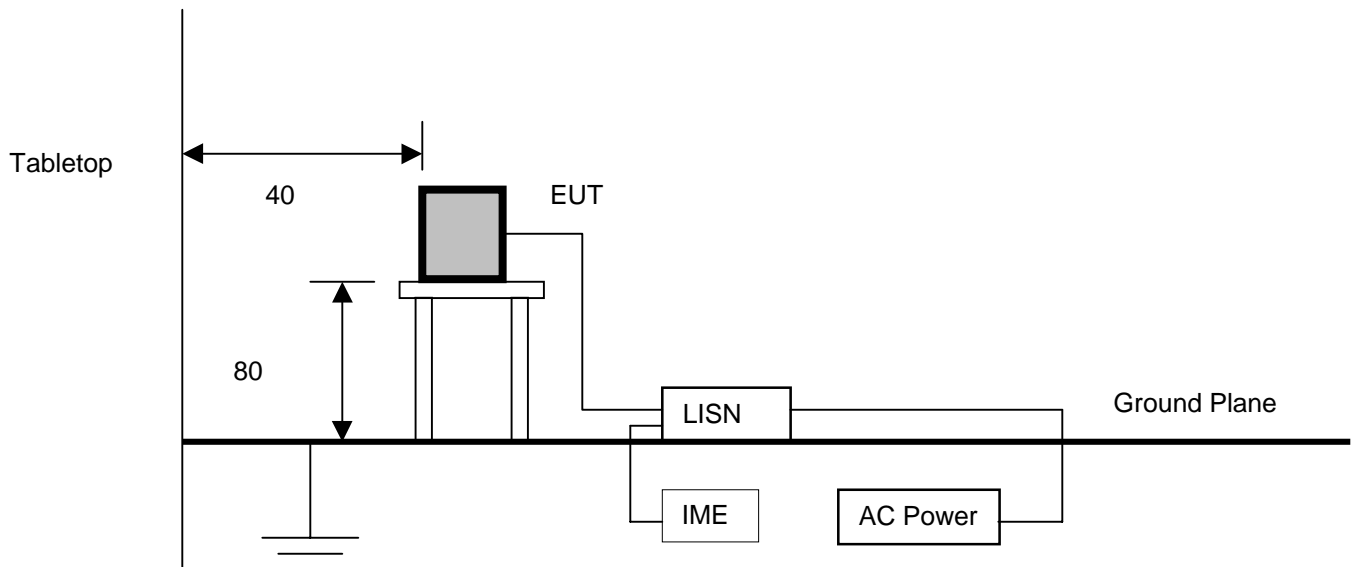 Tabletop
40
EUT
80
LISN
Ground Plane
IME
AC Power